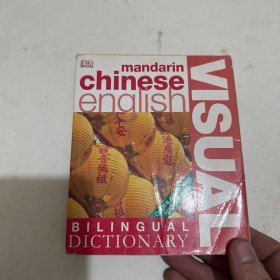 DK
mandarin
chinese
english
VISUAL
BILINGUAL
DICTIONARY